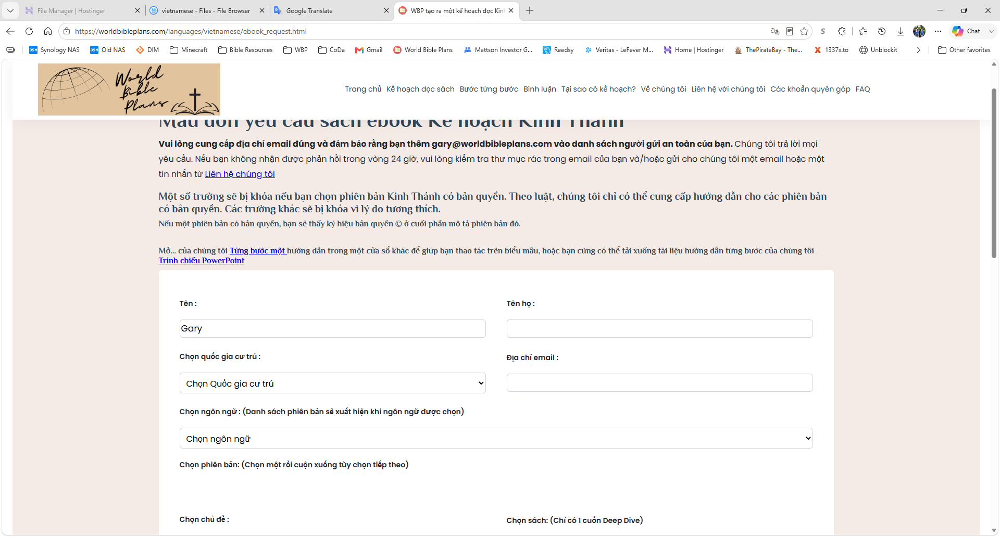 File Manager | Hostinger
vietnamese - Files - File Browser
Google Translate
WBP tạo ra một kế hoạch đọc Kinh
https://worldbibleplans.com/languages/vietnamese/ebook_request.html
Chat
Synology NAS
Old NAS
DIM
Minecraft
Bible Resources
WBP
CoDa
Gmail
World Bible Plans
Mattson Investor G...
Reedsy
Veritas - LeFever M...
Home | Hostinger
ThePirateBay - The...
1337x.to
Unblockit
Other favorites
World
Bible
Plans
Trang chủ Kế hoạch đọc sách Bước từng bước Bình luận Tại sao có kế hoạch? Về chúng tôi Liên hệ với chúng tôi Các khoản quyên góp FAQ
Mẫu đơn yêu cầu sách ebook Kế hoạch Kinh Thánh
Vui lòng cung cấp địa chỉ email đúng và đảm bảo rằng bạn thêm gary@worldbibleplans.com vào danh sách người gửi an toàn của bạn. Chúng tôi trả lời mọi
yêu cầu. Nếu bạn không nhận được phản hồi trong vòng 24 giờ, vui lòng kiểm tra thư mục rác trong email của bạn và/hoặc gửi cho chúng tôi một email hoặc một
tin nhắn từ Liên hệ chúng tôi
Một số trường sẽ bị khóa nếu bạn chọn phiên bản Kinh Thánh có bản quyền. Theo luật, chúng tôi chỉ có thể cung cấp hướng dẫn cho các phiên bản
có bản quyền. Các trường khác sẽ bị khóa vì lý do tương thích.
Nếu một phiên bản có bản quyền, bạn sẽ thấy ký hiệu bản quyền © ở cuối phần mô tả phiên bản đó.
Mở... của chúng tôi Từng bước một hướng dẫn trong một cửa sổ khác để giúp bạn thao tác trên biểu mẫu, hoặc bạn cũng có thể tải xuống tài liệu hướng dẫn từng bước của chúng tôi
Trình chiếu PowerPoint
Tên :
Tên họ :
Gary
Chọn quốc gia cư trú :
Địa chỉ email :
Chọn Quốc gia cư trú
Chọn ngôn ngữ : (Danh sách phiên bản sẽ xuất hiện khi ngôn ngữ được chọn)
Chọn ngôn ngữ
Chọn phiên bản: (Chọn một rồi cuộn xuống tùy chọn tiếp theo)
Chọn chủ đề :
Chọn sách: (Chỉ có 1 cuốn Deep Dive)